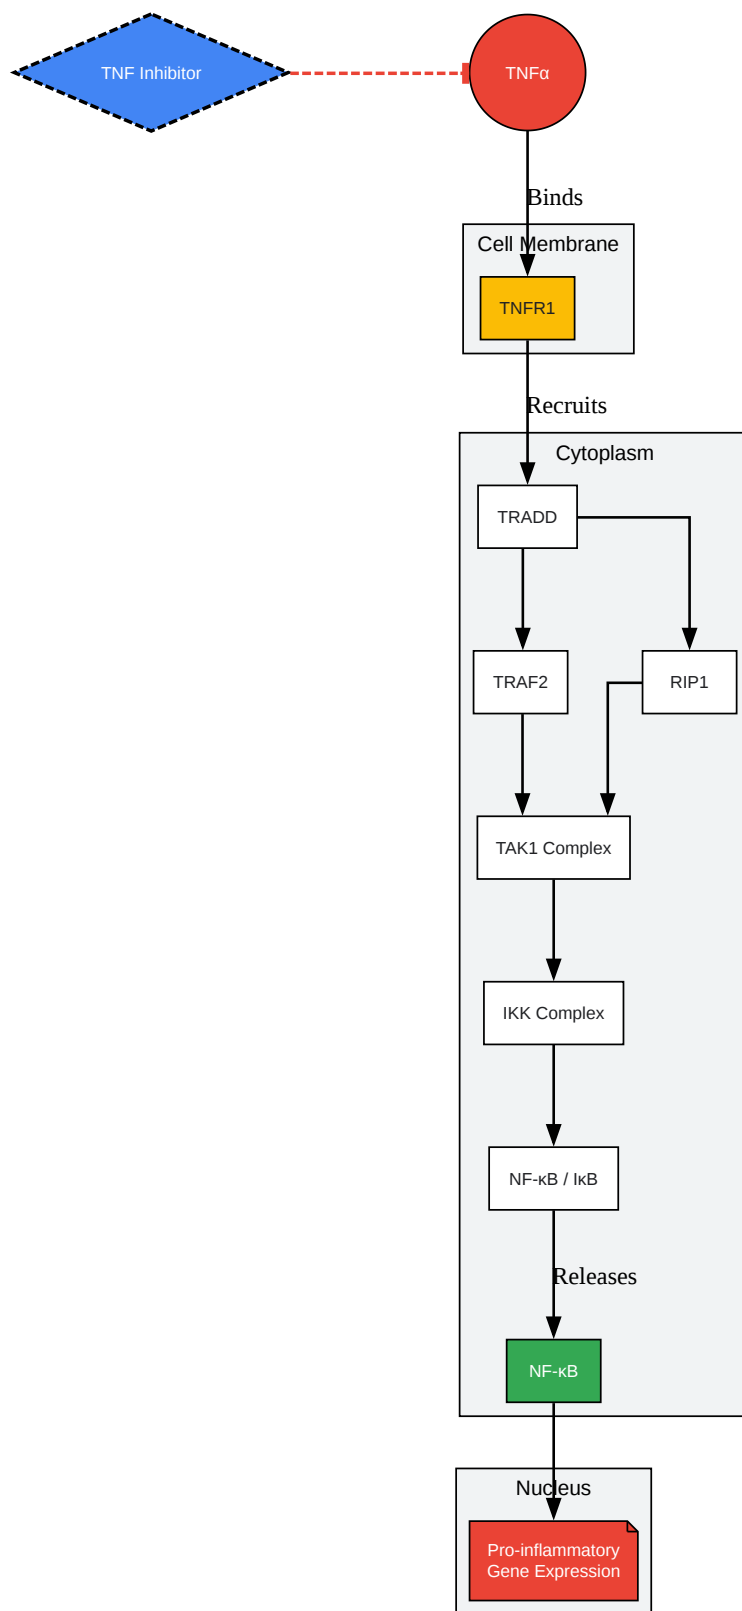 TNF Inhibitor
TNFα
Binds
Cell Membrane
TNFR1
Recruits
Cytoplasm
TRADD
TRAF2
RIP1
TAK1 Complex
IKK Complex
NF-κB / IκB
Releases
NF-κB
Nucleus
Pro-inflammatory
Gene Expression